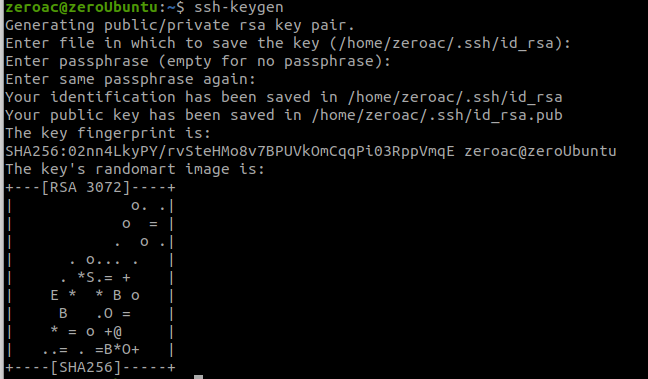 zeroac@zeroUbuntu:~$ ssh-keygen
Generating public/private rsa key pair.
Enter file in which to save the key (/home/zeroac/.ssh/id_rsa):
Enter passphrase (empty for no passphrase):
Enter same passphrase again:
Your identification has been saved in /home/zeroac/.ssh/id_rsa
Your public key has been saved in /home/zeroac/.ssh/id_rsa.pub
The key fingerprint is:
SHA256:02nn4LkyPY/rvSteHMo8v7BPUVkOmCqqPi03RppVmqE zeroac@zeroUbuntu
The key's randomart image is:
+---[RSA 3072]----+
|             o. .|
|            o  = |
|           .  o .|
|      . o... .   |
|     . *S.= +    |
|    E *  * B o   |
|     B   .O =    |
|    * = o +@     |
|   ..= . =B*O+   |
+----[SHA256]-----+